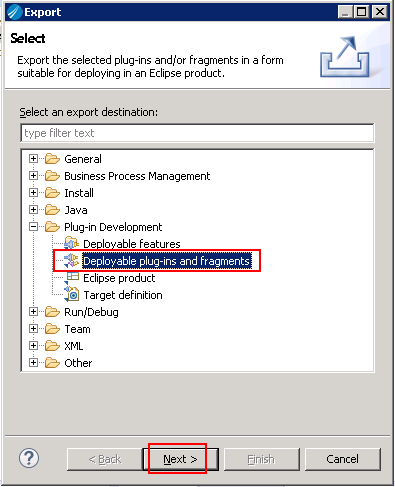 Export
Select
Export the selected plug-ins and/or fragments in a form
suitable for deploying in an Eclipse product.
Select an export destination:
type filter text
General
Business Process Management
Install
Java
Plug-in Development
Deployable features
Deployable plug-ins and fragments
Eclipse product
Target definition
Run/Debug
Team
XML
Other
? < Back Next > Finish Cancel